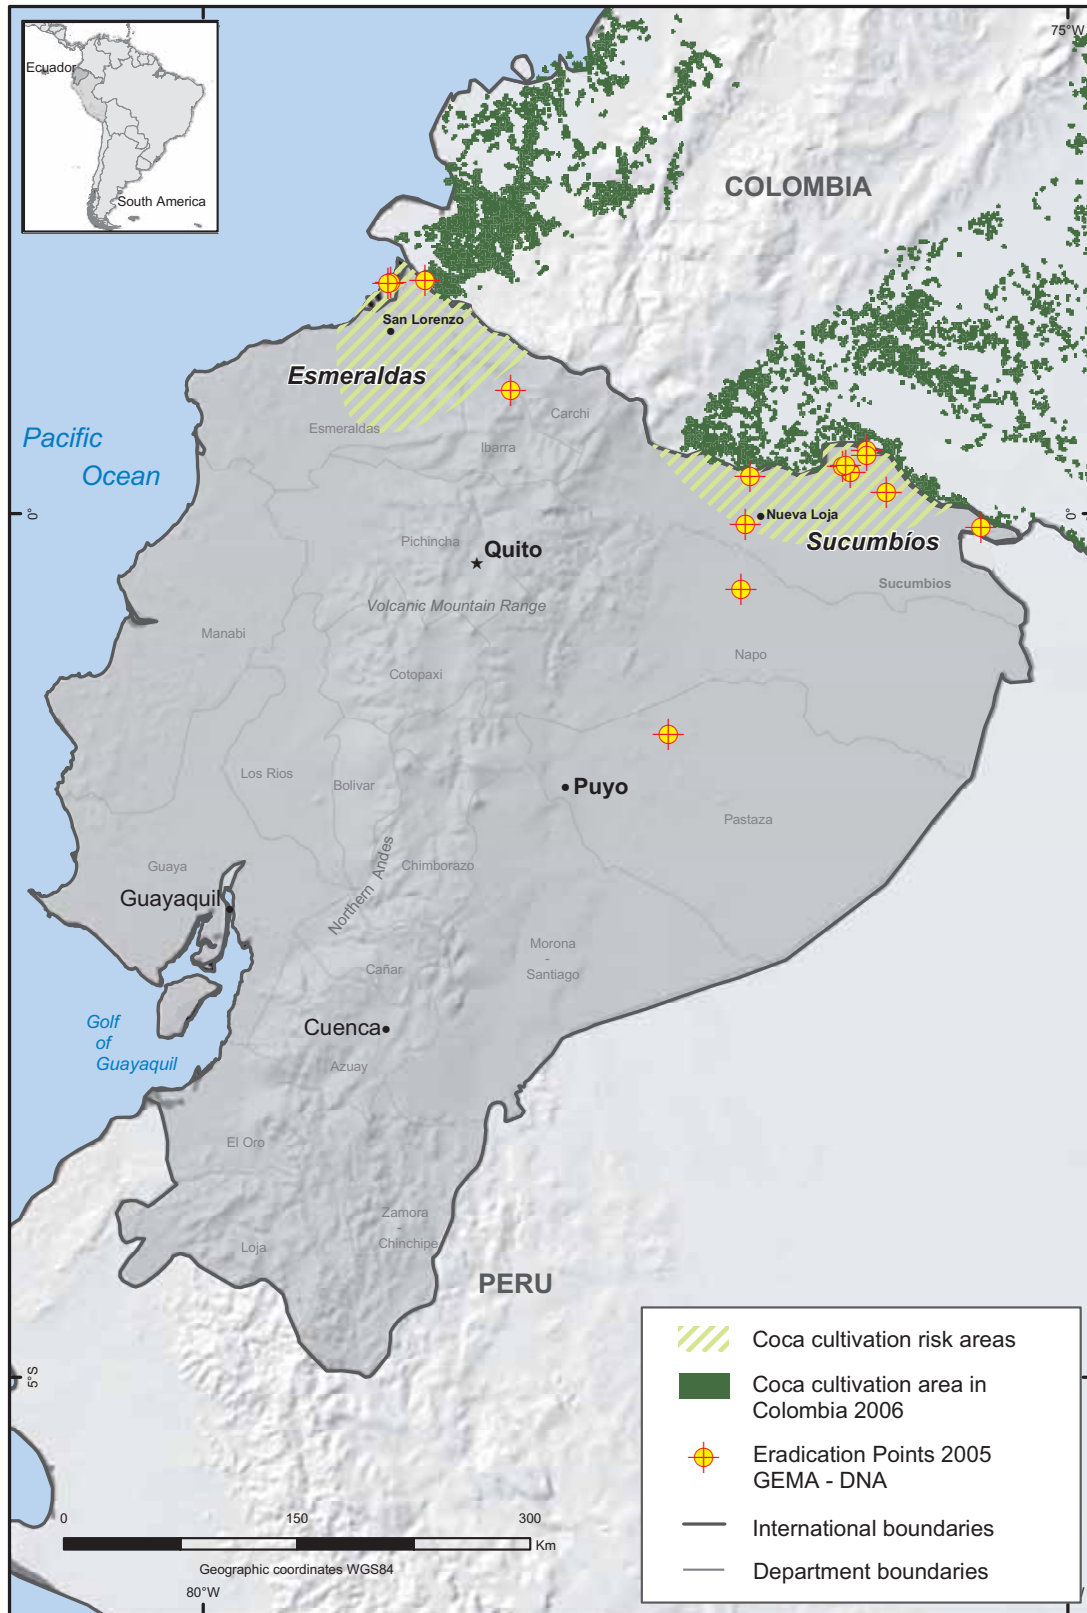 75°W
Ecuador
South America
COLOMBIA
San Lorenzo
Esmeraldas
Esmeraldas
Carchi
Ibarra
Pacific
Ocean
0°
0°
Nueva Loja
Sucumbíos
Pichincha
Quito
Sucumbios
Volcanic Mountain Range
Manabi
Napo
Cotopaxi
Los Rios
Bolivar
Puyo
Pastaza
Guaya
Chimborazo
Northern Andes
Guayaquil
Morona
-
Santiago
Cañar
Golf
of
Guayaquil
Cuenca
Azuay
El Oro
Zamora
-
Chinchipe
Loja
PERU
5°S
Coca cultivation risk areas
Coca cultivation area in
Colombia 2006
Eradication Points 2005
GEMA - DNA
International boundaries
Department boundaries
0 150 300
Km
Geographic coordinates WGS84
80°W